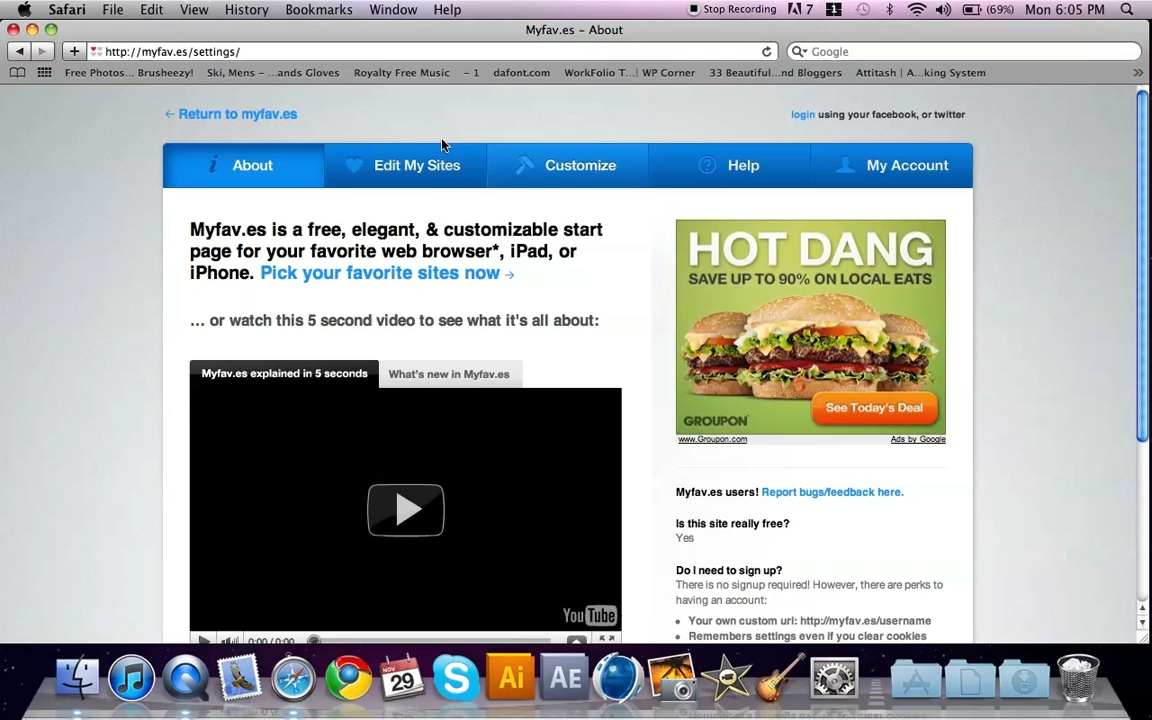 Safari File Edit View History Bookmarks Window Help Stop Recording 7 1 (69%) Mon 6:05 PM
Myfav.es – About
http://myfav.es/settings/ Google
Free Photos... Brusheezy! Ski, Mens – ...ands Gloves Royalty Free Music – 1 dafont.com WorkFolio T...| WP Corner 33 Beautiful...nd Bloggers Attitash | A...king System
← Return to myfav.es
login using your facebook, or twitter
About Edit My Sites Customize Help My Account
Myfav.es is a free, elegant, & customizable start
page for your favorite web browser*, iPad, or
iPhone. Pick your favorite sites now →
... or watch this 5 second video to see what it's all about:
Myfav.es explained in 5 seconds What's new in Myfav.es
YouTube
0:00 / 0:00
HOT DANG
SAVE UP TO 90% ON LOCAL EATS
See Today's Deal
GROUPON
www.Groupon.com Ads by Google
Myfav.es users! Report bugs/feedback here.
Is this site really free?
Yes
Do I need to sign up?
There is no signup required! However, there are perks to
having an account:
• Your own custom url: http://myfav.es/username
• Remembers settings even if you clear cookies
NOV
29
Ai
AE